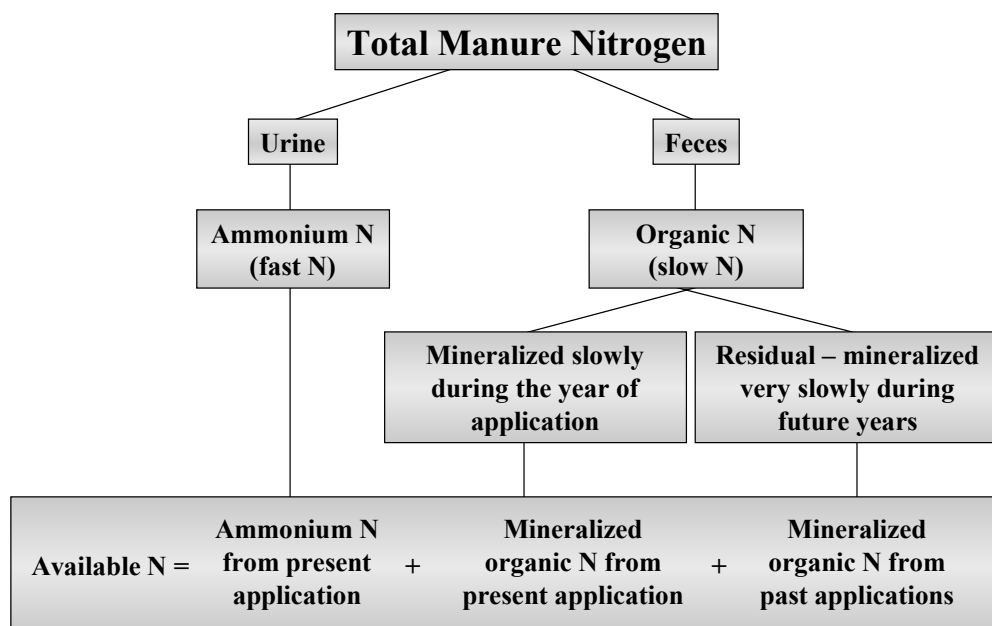 Total Manure Nitrogen
Urine
Feces
Ammonium N
(fast N)
Organic N
(slow N)
Mineralized slowly
during the year of
application
Residual – mineralized
very slowly during
future years
Available N =
Ammonium N
from present
application
+
Mineralized
organic N from
present application
+
Mineralized
organic N from
past applications